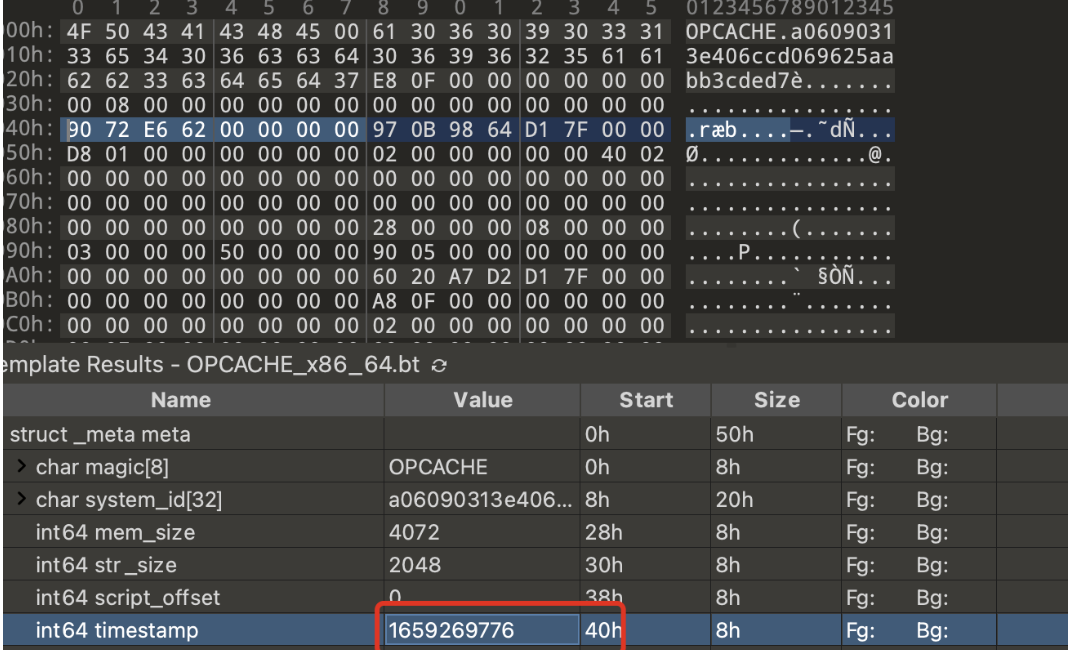 0 1 2 3 4 5 6 7 8 9 0 1 2 3 4 5 0123456789012345
00h: 4F 50 43 41 43 48 45 00 61 30 36 30 39 30 33 31 OPCACHE.a0609031
10h: 33 65 34 30 36 63 63 64 30 36 39 36 32 35 61 61 3e406ccd069625aa
20h: 62 62 33 63 64 65 64 37 E8 0F 00 00 00 00 00 00 bb3cded7è.......
30h: 00 08 00 00 00 00 00 00 00 00 00 00 00 00 00 00 ................
40h: 90 72 E6 62 00 00 00 00 97 0B 98 64 D1 7F 00 00 .ræb....—.˜dÑ...
50h: D8 01 00 00 00 00 00 00 02 00 00 00 00 00 40 02 Ø.............@.
60h: 00 00 00 00 00 00 00 00 00 00 00 00 00 00 00 00 ................
70h: 00 00 00 00 00 00 00 00 00 00 00 00 00 00 00 00 ................
80h: 00 00 00 00 00 00 00 00 28 00 00 00 08 00 00 00 ........(.......
90h: 03 00 00 00 50 00 00 00 90 05 00 00 00 00 00 00 ....P...........
A0h: 00 00 00 00 00 00 00 00 60 20 A7 D2 D1 7F 00 00 ........` §ÒÑ...
B0h: 00 00 00 00 00 00 00 00 A8 0F 00 00 00 00 00 00 ........¨.......
C0h: 00 00 00 00 00 00 00 00 02 00 00 00 00 00 00 00 ................
emplate Results - OPCACHE_x86_64.bt
Name Value Start Size Color
struct _meta meta 0h 50h Fg: Bg:
char magic[8] OPCACHE 0h 8h Fg: Bg:
char system_id[32] a06090313e406... 8h 20h Fg: Bg:
int64 mem_size 4072 28h 8h Fg: Bg:
int64 str_size 2048 30h 8h Fg: Bg:
int64 script_offset 0 38h 8h Fg: Bg:
int64 timestamp 1659269776 40h 8h Fg: Bg: